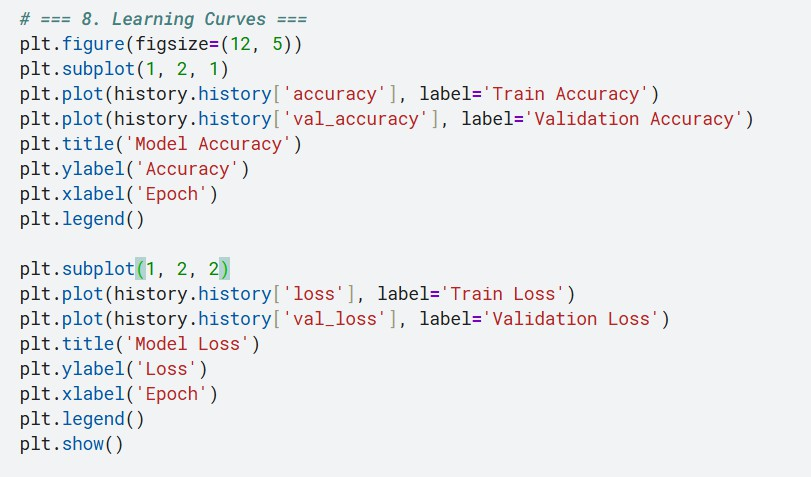 # === 8. Learning Curves ===
plt.figure(figsize=(12, 5))
plt.subplot(1, 2, 1)
plt.plot(history.history['accuracy'], label='Train Accuracy')
plt.plot(history.history['val_accuracy'], label='Validation Accuracy')
plt.title('Model Accuracy')
plt.ylabel('Accuracy')
plt.xlabel('Epoch')
plt.legend()

plt.subplot(1, 2, 2)
plt.plot(history.history['loss'], label='Train Loss')
plt.plot(history.history['val_loss'], label='Validation Loss')
plt.title('Model Loss')
plt.ylabel('Loss')
plt.xlabel('Epoch')
plt.legend()
plt.show()